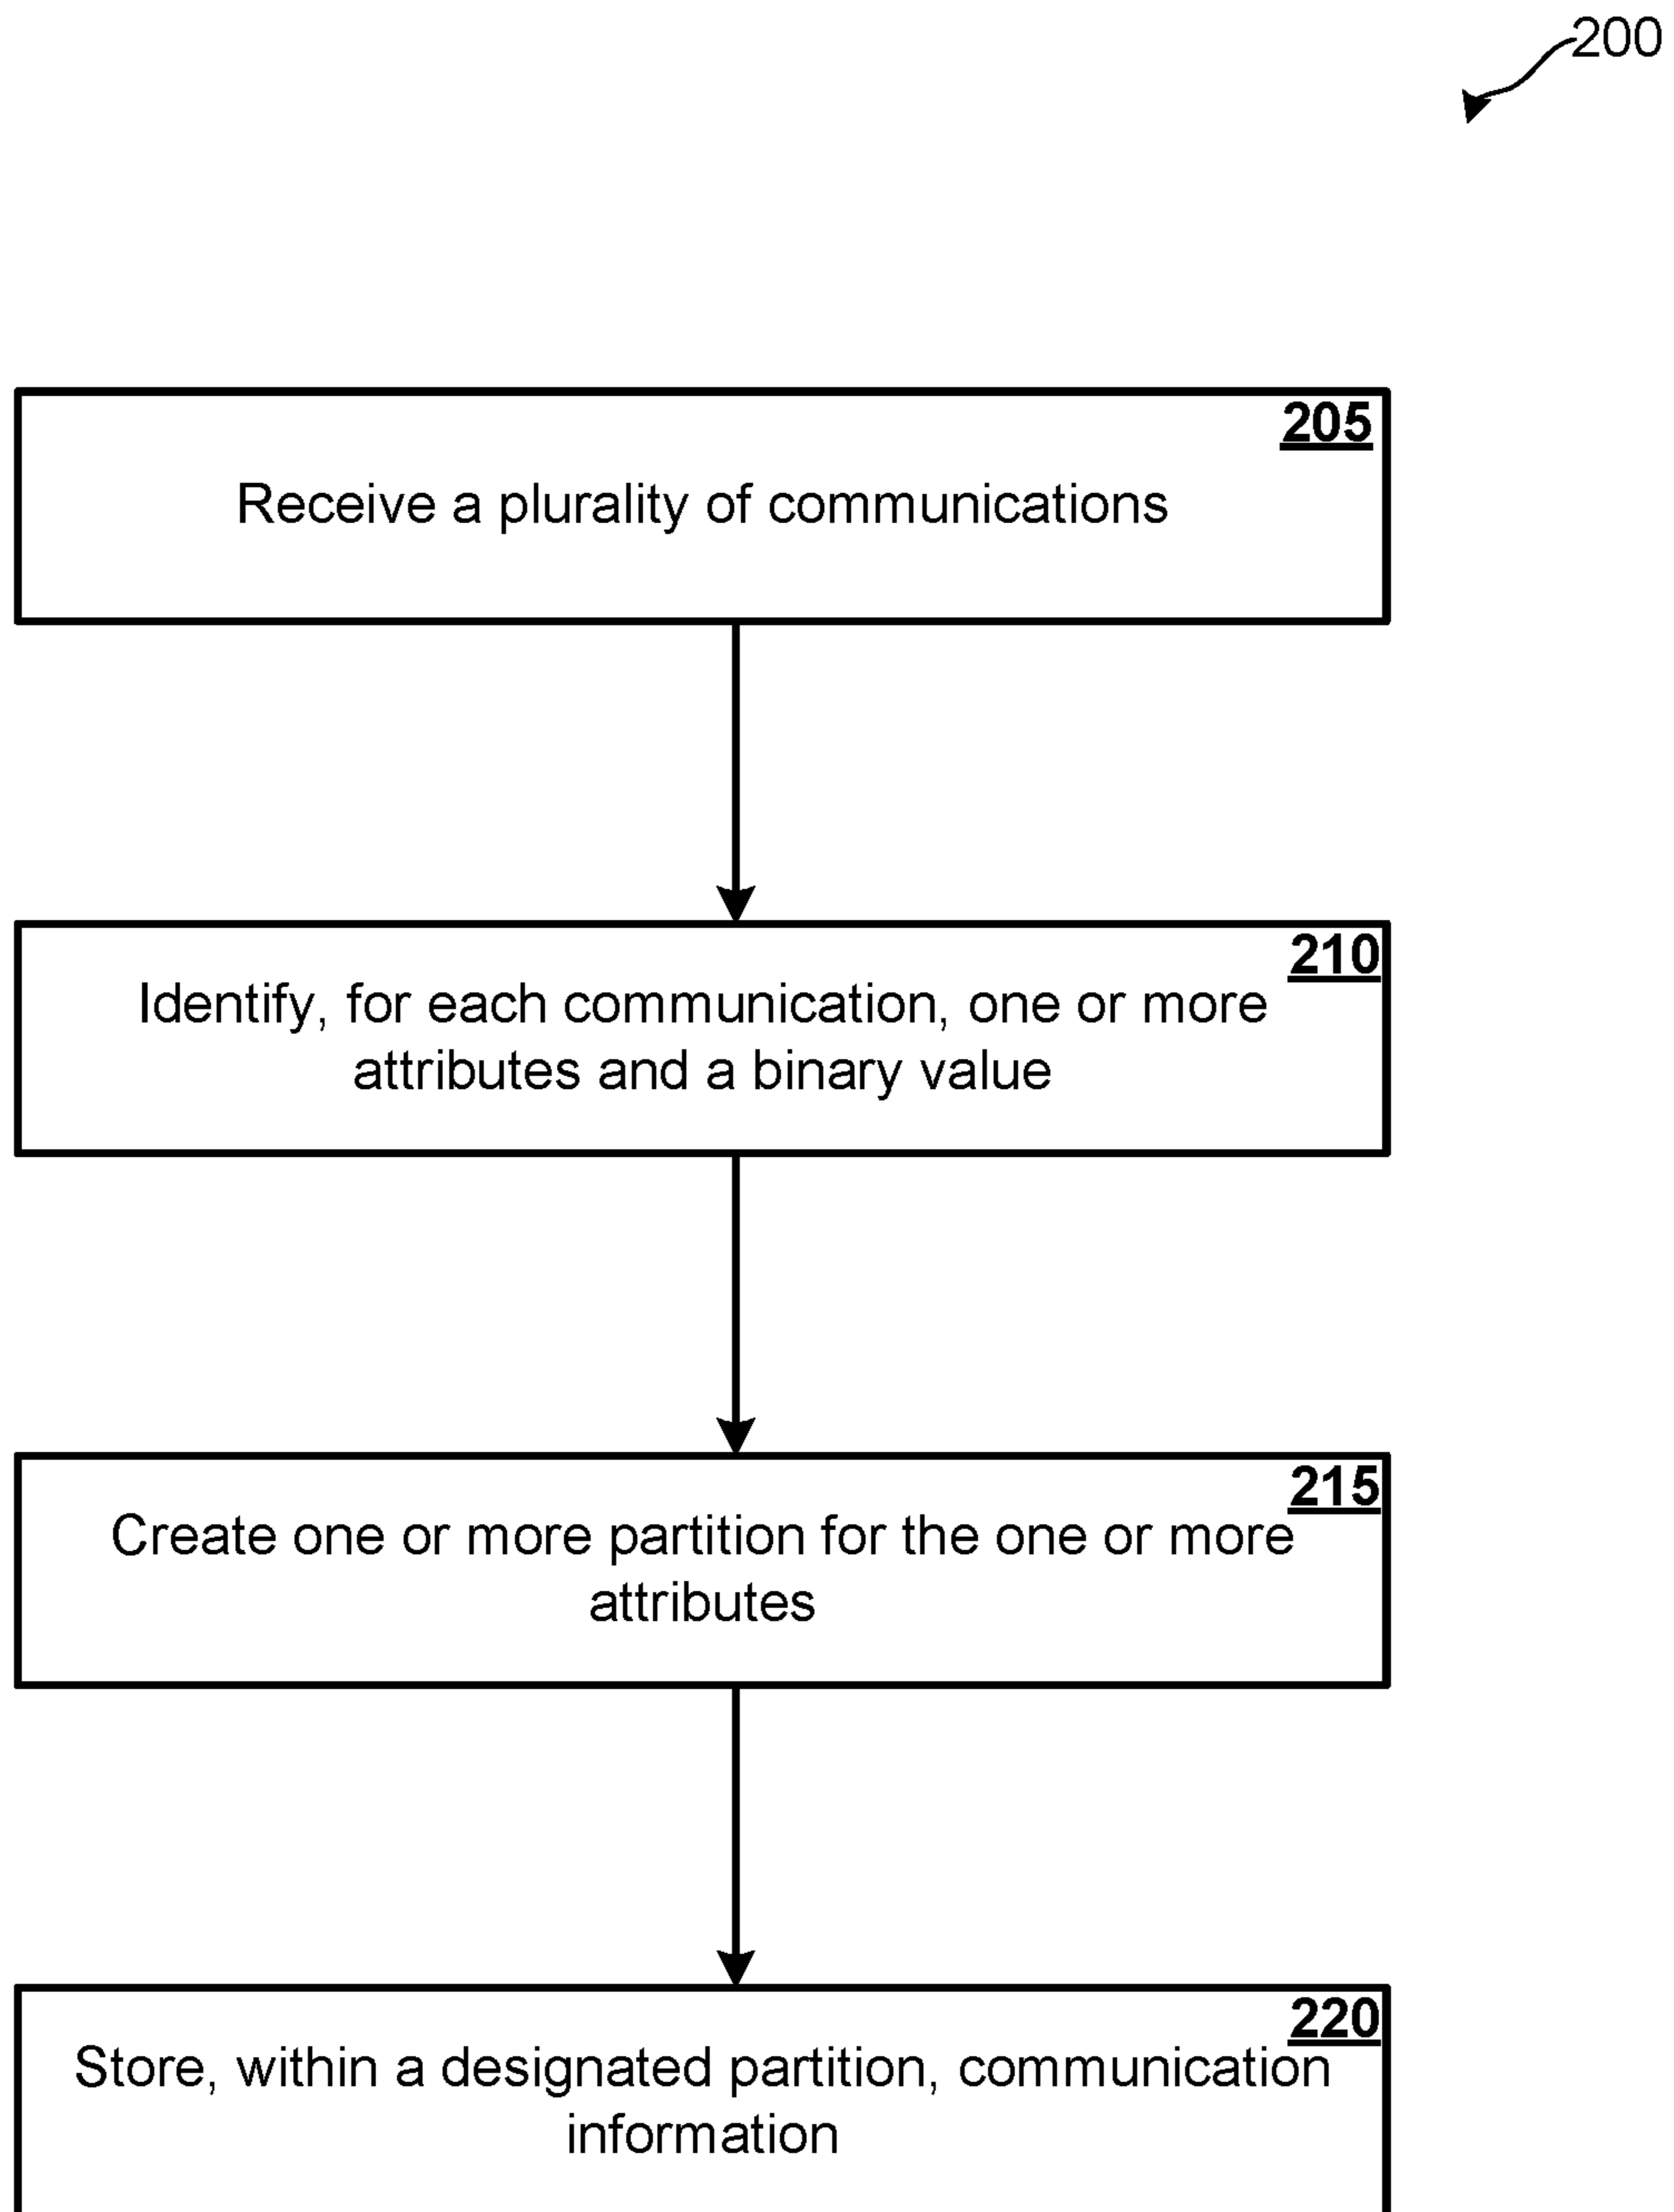 200
205
Receive a plurality of communications
210
Identify, for each communication, one or more
attributes and a binary value
215
Create one or more partition for the one or more
attributes
220
Store, within a designated partition, communication
information